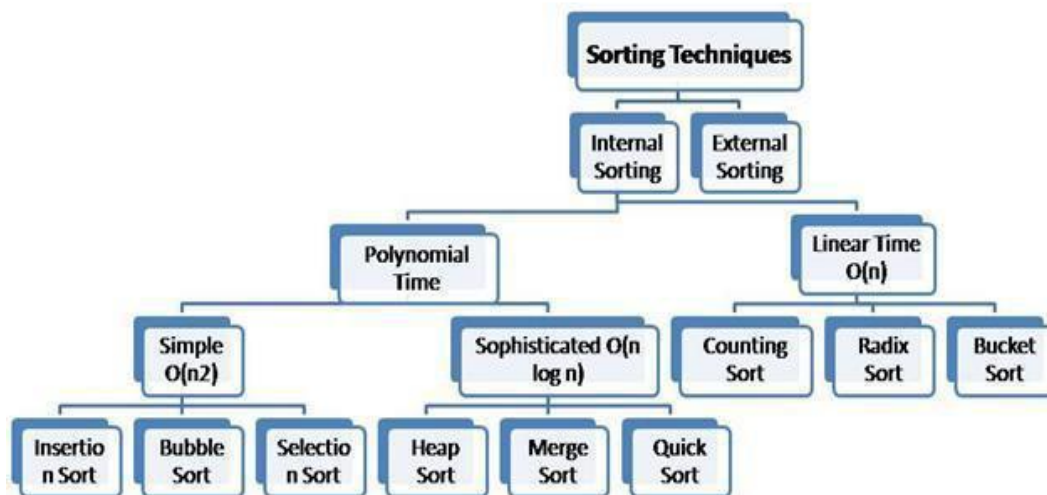 Sorting Techniques
Internal
Sorting
External
Sorting
Polynomial
Time
Linear Time
O(n)
Simple
O(n2)
Sophisticated O(n
log n)
Counting
Sort
Radix
Sort
Bucket
Sort
Insertio
n Sort
Bubble
Sort
Selectio
n Sort
Heap
Sort
Merge
Sort
Quick
Sort